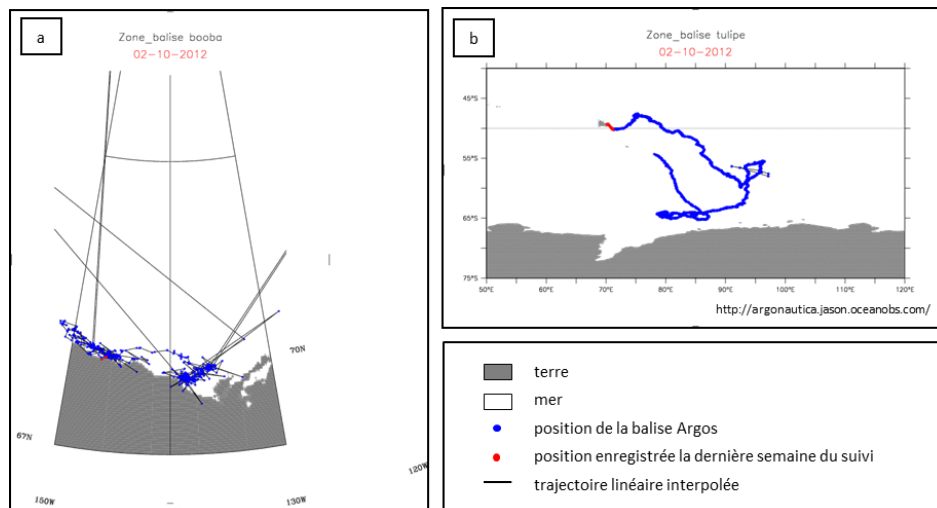 a
Zone_balise booba
02-10-2012
70N
67N
120W
150W
130W
b
Zone_balise tulipe
02-10-2012
45°S
55°S
65°S
75°S
50°E
60°E
70°E
80°E
90°E
100°E
110°E
120°E
http://argonautica.jason.oceanobs.com/
terre
mer
position de la balise Argos
position enregistrée la dernière semaine du suivi
trajectoire linéaire interpolée